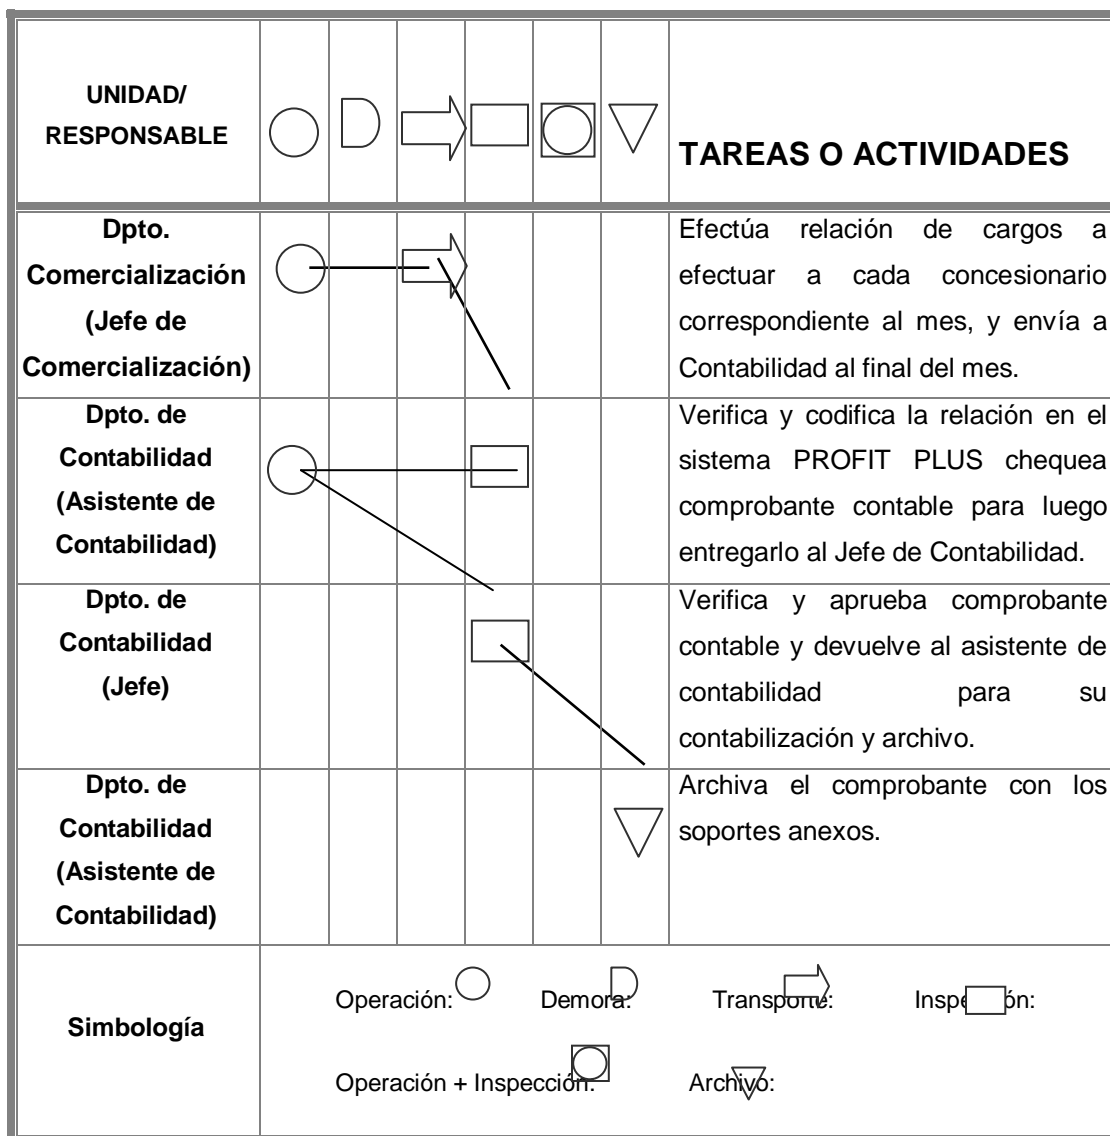 UNIDAD/
RESPONSABLE
TAREAS O ACTIVIDADES
Dpto.
Comercialización
(Jefe de
Comercialización)
Efectúa relación de cargos a
efectuar a cada concesionario
correspondiente al mes, y envía a
Contabilidad al final del mes.
Dpto. de
Contabilidad
(Asistente de
Contabilidad)
Verifica y codifica la relación en el
sistema PROFIT PLUS chequea
comprobante contable para luego
entregarlo al Jefe de Contabilidad.
Dpto. de
Contabilidad
(Jefe)
Verifica y aprueba comprobante
contable y devuelve al asistente de
contabilidad para su
contabilización y archivo.
Dpto. de
Contabilidad
(Asistente de
Contabilidad)
Archiva el comprobante con los
soportes anexos.
Simbología
Operación: Demora: Transporte: Inspección:
Operación + Inspección: Archivo: